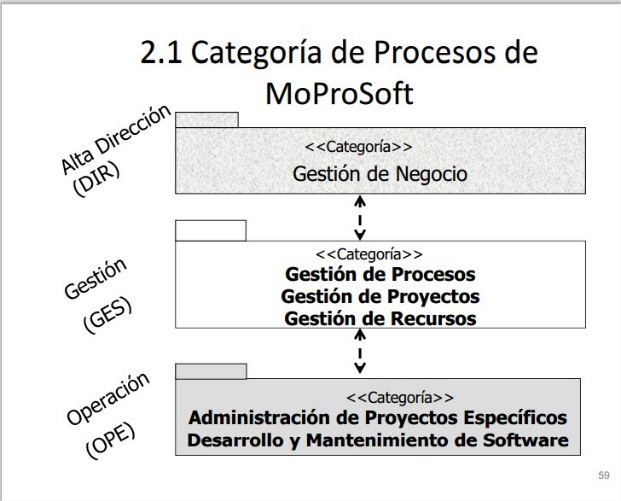 2.1 Categoría de Procesos de
MoProSoft
Alta Dirección
(DIR)
<<Categoría>>
Gestión de Negocio
Gestión
(GES)
<<Categoría>>
Gestión de Procesos
Gestión de Proyectos
Gestión de Recursos
Operación
(OPE)
<<Categoría>>
Administración de Proyectos Específicos
Desarrollo y Mantenimiento de Software
59